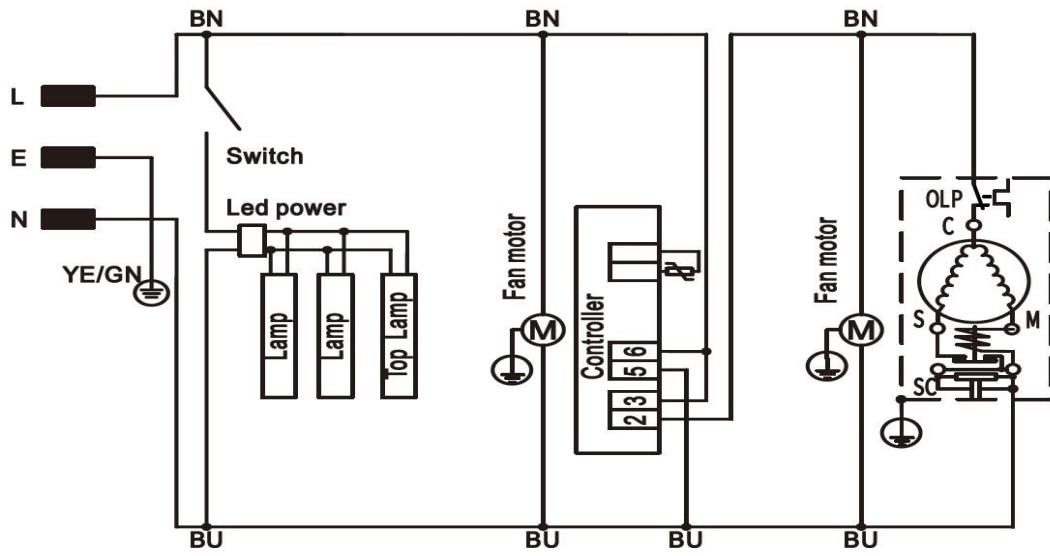 BN
BN
BN
L
E
N
YE/GN
Switch
Led power
Lamp
Lamp
Top Lamp
Fan motor
M
Controller
6
5
3
2
Fan motor
M
OLP
C
S
M
SC
BU
BU
BU
BU